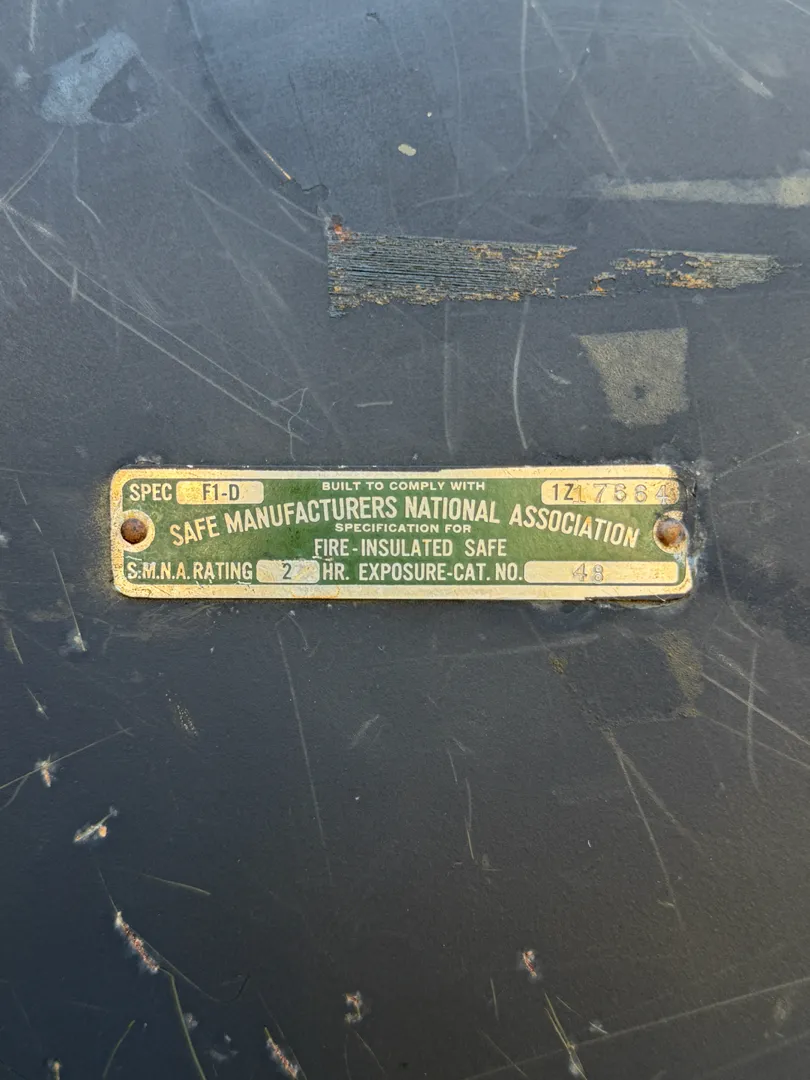 SPEC F1-D BUILT TO COMPLY WITH 1Z17564
SAFE MANUFACTURERS NATIONAL ASSOCIATION
SPECIFICATION FOR
FIRE-INSULATED SAFE
S.M.N.A. RATING 2 HR. EXPOSURE-CAT. NO. 48